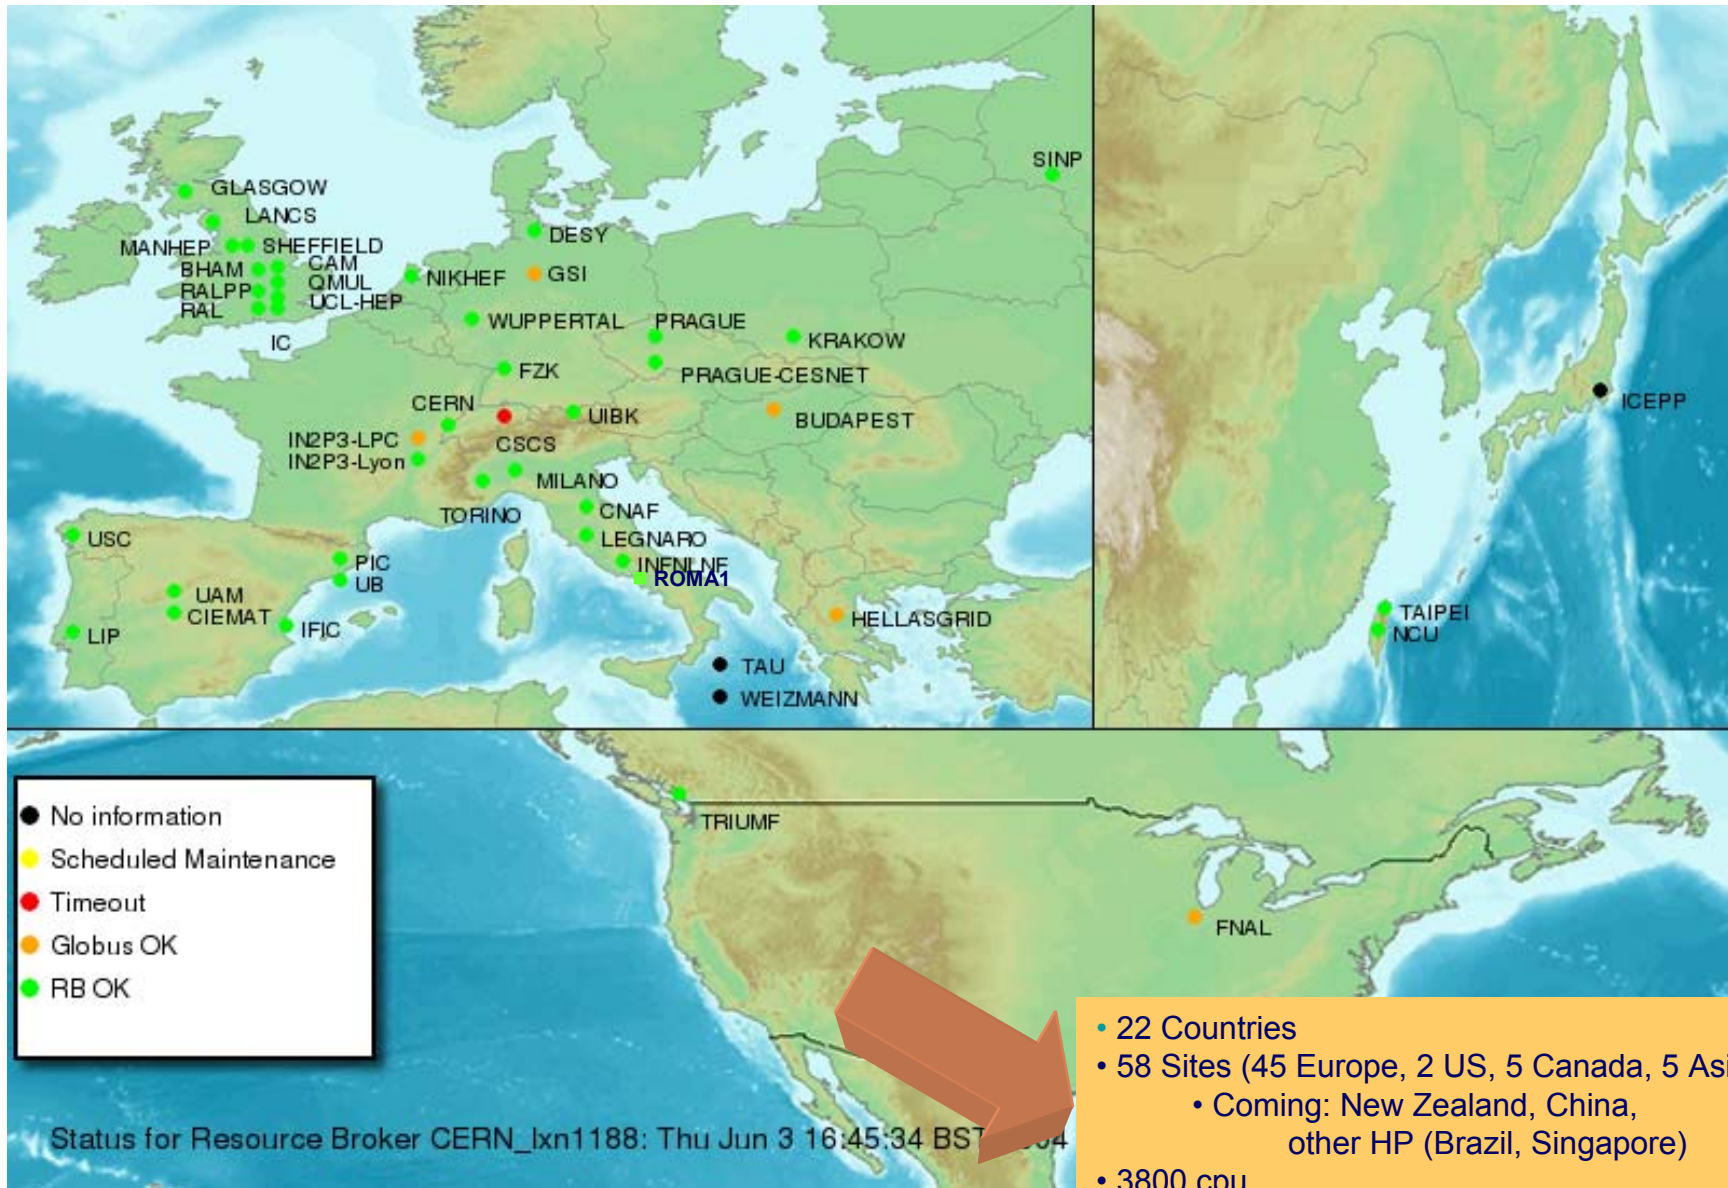 SINP
GLASGOW
LANCS
MANHEP
SHEFFIELD
DESY
BHAM
CAM
NIKHEF
GSI
RALPP
QMUL
RAL
UCL-HEP
WUPPERTAL
PRAGUE
KRAKOW
IC
FZK
PRAGUE-CESNET
ICEPP
CERN
UIBK
BUDAPEST
IN2P3-LPC
CSCS
IN2P3-Lyon
MILANO
TORINO
CNAF
USC
LEGNARO
PIC
INFNLNF
UB
ROMA1
UAM
CIEMAT
HELLASGRID
TAIPEI
IFIC
NCU
LIP
TAU
WEIZMANN
No information
TRIUMF
Scheduled Maintenance
Timeout
Globus OK
FNAL
RB OK
• 22 Countries
• 58 Sites (45 Europe, 2 US, 5 Canada, 5 Asi
• Coming: New Zealand, China,
other HP (Brazil, Singapore)
• 3800 cpu
Status for Resource Broker CERN_lxn1188: Thu Jun 3 16:45:34 BST